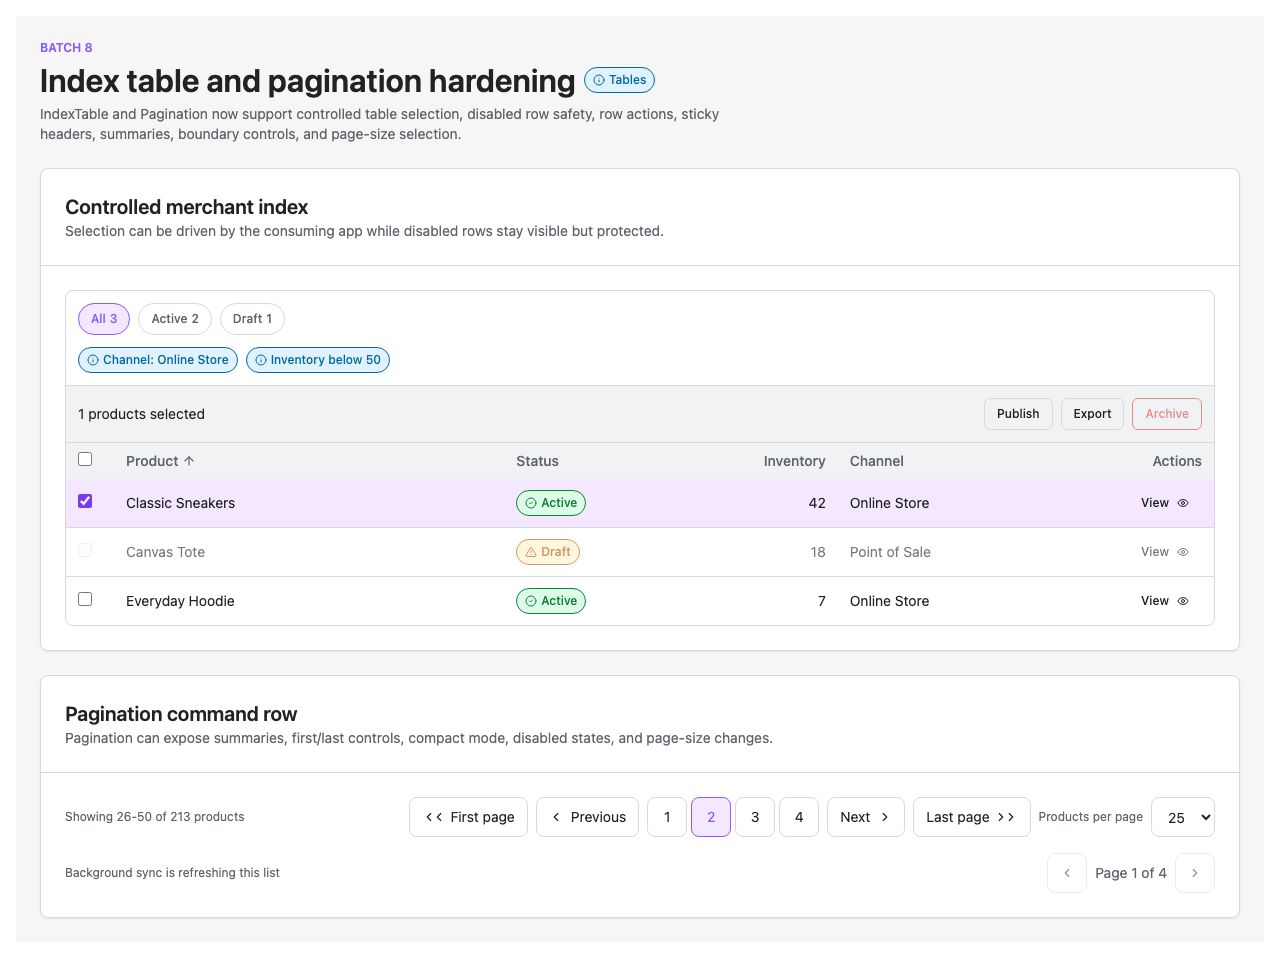 BATCH 8
Index table and pagination hardening Tables
IndexTable and Pagination now support controlled table selection, disabled row safety, row actions, sticky
headers, summaries, boundary controls, and page-size selection.
Controlled merchant index
Selection can be driven by the consuming app while disabled rows stay visible but protected.
All 3 Active 2 Draft 1
Channel: Online Store Inventory below 50
1 products selected Publish Export Archive
Product Status Inventory Channel Actions
Classic Sneakers Active 42 Online Store View
Canvas Tote Draft 18 Point of Sale View
Everyday Hoodie Active 7 Online Store View
Pagination command row
Pagination can expose summaries, first/last controls, compact mode, disabled states, and page-size changes.
Showing 26-50 of 213 products First page Previous 1 2 3 4 Next Last page Products per page 25
Background sync is refreshing this list Page 1 of 4